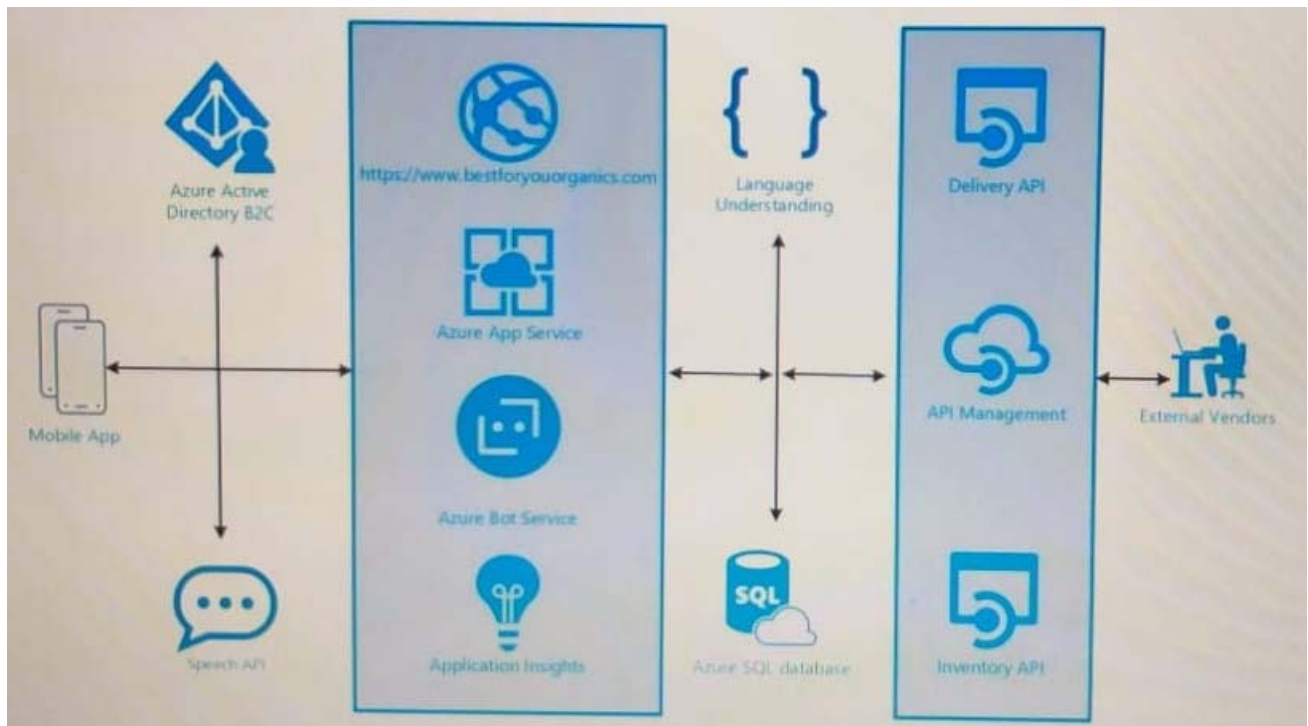 Azure Active
Directory B2C
Mobile App
Speech API
https://www.bestforyouorganics.com
Azure App Service
Azure Bot Service
Application Insights
{ }
Language
Understanding
SQL
Azure SQL database
Delivery API
API Management
Inventory API
External Vendors